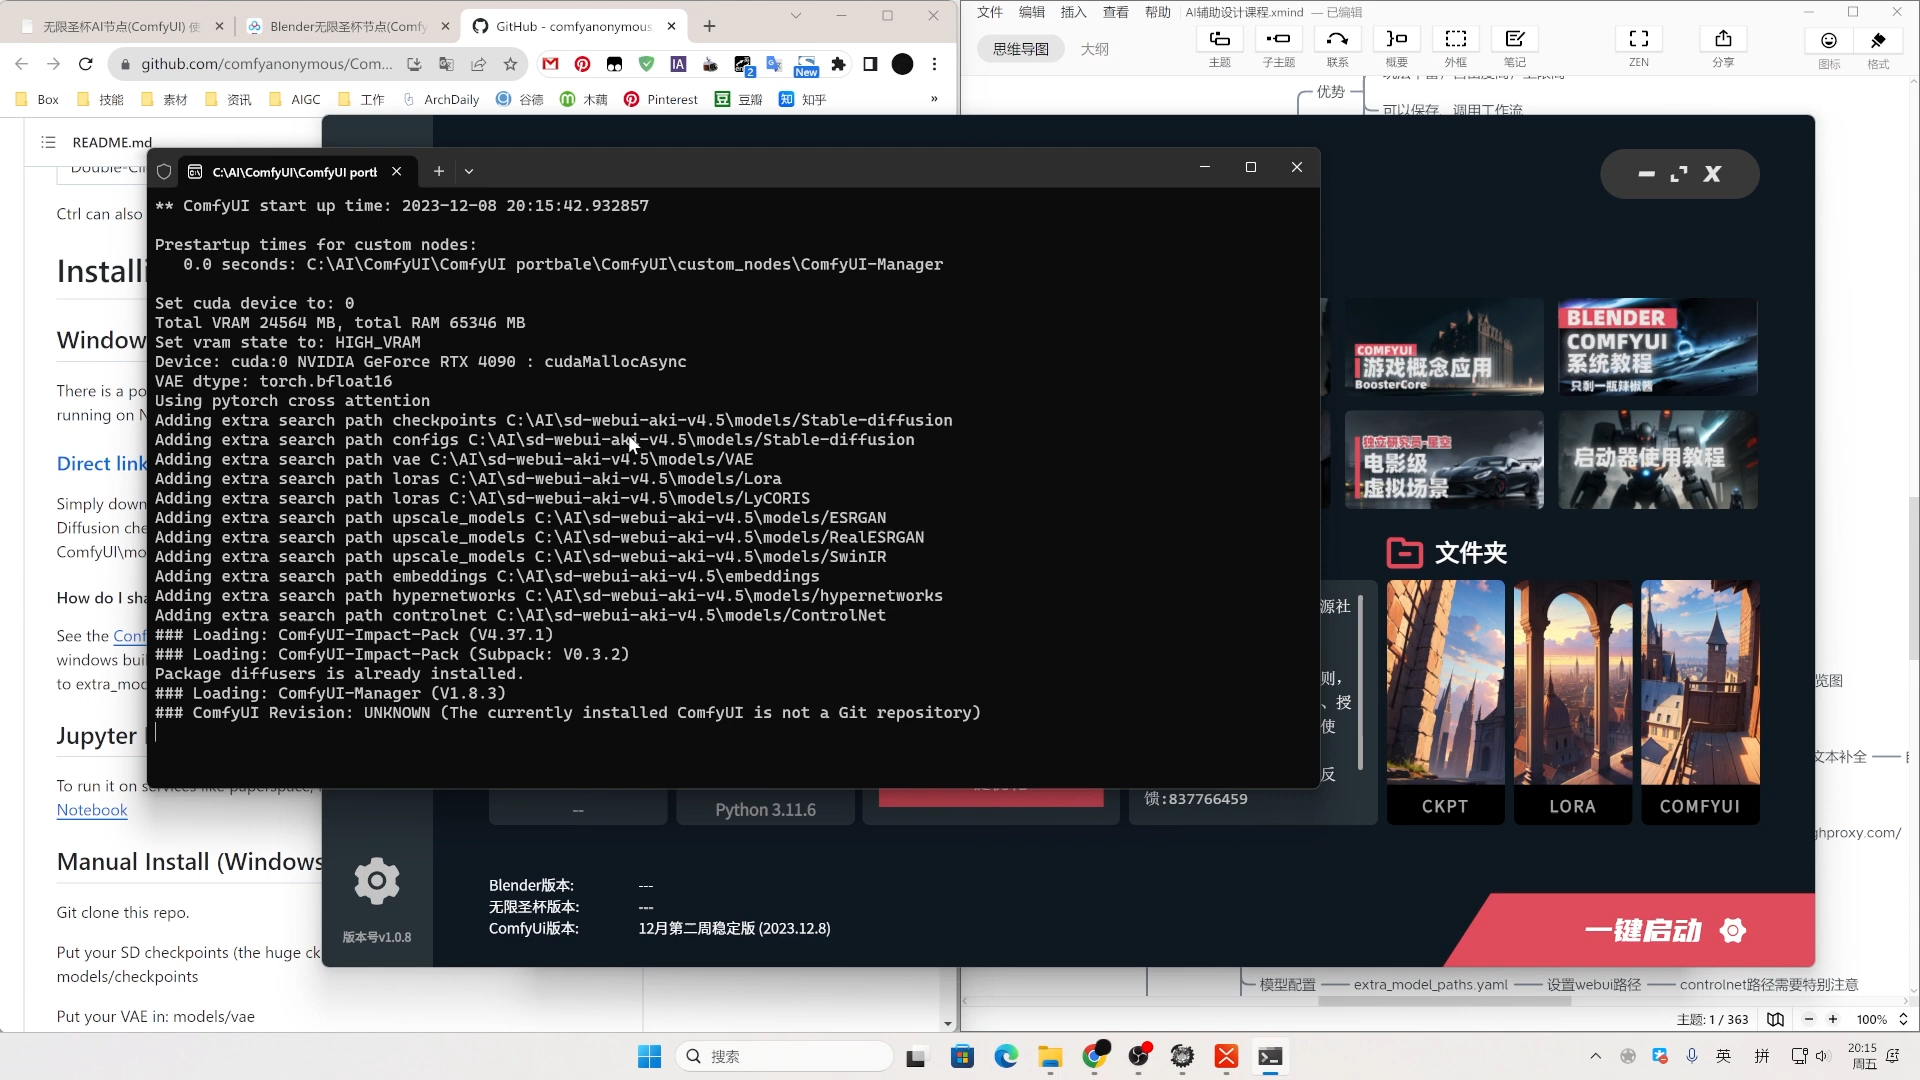 无限圣杯AI节点(ComfyUI) 使
Blender无限圣杯节点(Comfy
GitHub - comfyanonymous
文件 编辑 插入 查看 帮助 AI辅助设计课程.xmind — 已编辑
思维导图 大纲
主题 子主题 联系 概要 外框 笔记 ZEN 分享 图标 格式
github.com/comfyanonymous/Com...
IA
2
New
Box 技能 素材 资讯 AIGC 工作 ArchDaily 谷德 木藕 Pinterest 豆瓣 知乎 »
优势
可以保存、调用工作流
README.md
Double-Cli
Ctrl can also
Installi
Window
There is a po
running on N
Direct link
Simply down
Diffusion che
ComfyUI\mo
How do I sha
See the Conf
windows buil
to extra_mod
Jupyter
To run it on services like paperspace,
Notebook
Manual Install (Windows
Git clone this repo.
Put your SD checkpoints (the huge ck
models/checkpoints
Put your VAE in: models/vae
C:\AI\ComfyUI\ComfyUI portl
** ComfyUI start up time: 2023-12-08 20:15:42.932857
Prestartup times for custom nodes:
0.0 seconds: C:\AI\ComfyUI\ComfyUI portbale\ComfyUI\custom_nodes\ComfyUI-Manager
Set cuda device to: 0
Total VRAM 24564 MB, total RAM 65346 MB
Set vram state to: HIGH_VRAM
Device: cuda:0 NVIDIA GeForce RTX 4090 : cudaMallocAsync
VAE dtype: torch.bfloat16
Using pytorch cross attention
Adding extra search path checkpoints C:\AI\sd-webui-aki-v4.5\models/Stable-diffusion
Adding extra search path configs C:\AI\sd-webui-aki-v4.5\models/Stable-diffusion
Adding extra search path vae C:\AI\sd-webui-aki-v4.5\models/VAE
Adding extra search path loras C:\AI\sd-webui-aki-v4.5\models/Lora
Adding extra search path loras C:\AI\sd-webui-aki-v4.5\models/LyCORIS
Adding extra search path upscale_models C:\AI\sd-webui-aki-v4.5\models/ESRGAN
Adding extra search path upscale_models C:\AI\sd-webui-aki-v4.5\models/RealESRGAN
Adding extra search path upscale_models C:\AI\sd-webui-aki-v4.5\models/SwinIR
Adding extra search path embeddings C:\AI\sd-webui-aki-v4.5\embeddings
Adding extra search path hypernetworks C:\AI\sd-webui-aki-v4.5\models/hypernetworks
Adding extra search path controlnet C:\AI\sd-webui-aki-v4.5\models/ControlNet
### Loading: ComfyUI-Impact-Pack (V4.37.1)
### Loading: ComfyUI-Impact-Pack (Subpack: V0.3.2)
Package diffusers is already installed.
### Loading: ComfyUI-Manager (V1.8.3)
### ComfyUI Revision: UNKNOWN (The currently installed ComfyUI is not a Git repository)
COMFYUI
游戏概念应用
BoosterCore
BLENDER
COMFYUI
系统教程
只剩一瓶辣椒酱
独立研究员-星空
电影级
虚拟场景
启动器使用教程
文件夹
源社
则，
、授
使
反
馈:837766459
CKPT LORA COMFYUI
--
Python 3.11.6
版本号v1.0.8
Blender版本: ---
无限圣杯版本: ---
ComfyUi版本: 12月第二周稳定版 (2023.12.8)
一键启动
览图
文本补全
ghproxy.com/
模型配置 extra_model_paths.yaml 设置webui路径 controlnet路径需要特别注意
主题: 1 / 363 100%
搜索
英 拼
20:15
周五